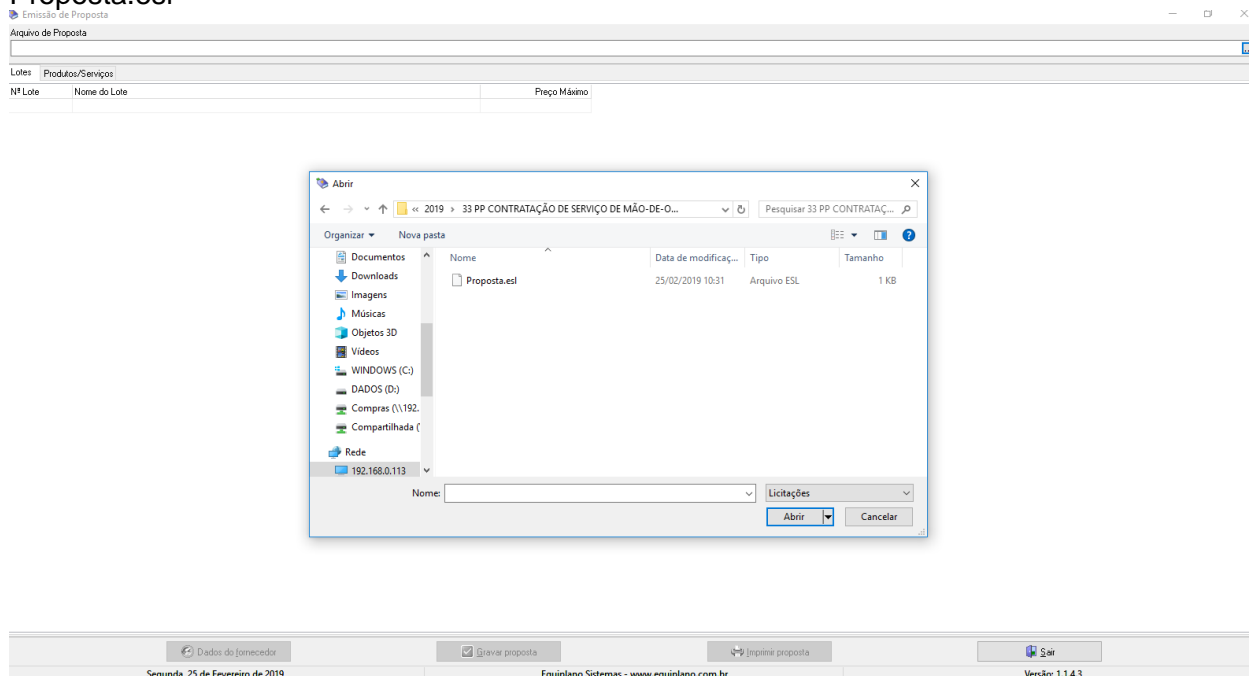 Proposta.esl
Emissão de Proposta
Arquivo de Proposta
Lotes Produtos/Serviços
Nº Lote Nome do Lote Preço Máximo
Abrir
« 2019 > 33 PP CONTRATAÇÃO DE SERVIÇO DE MÃO-DE-O... Pesquisar 33 PP CONTRATAÇ...
Organizar Nova pasta
Nome Data de modificaç... Tipo Tamanho
Documentos
Downloads
Imagens
Músicas
Objetos 3D
Vídeos
WINDOWS (C:)
DADOS (D:)
Compras (\\192.
Compartilhada (
Rede
192.168.0.113
Proposta.esl 25/02/2019 10:31 Arquivo ESL 1 KB
Nome: Licitações
Abrir Cancelar
Dados do fornecedor Gravar proposta Imprimir proposta Sair
Segunda, 25 de Fevereiro de 2019 Equiplano Sistemas - www.equiplano.com.br Versão: 1.1.4.3